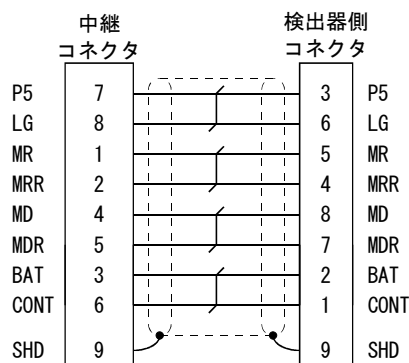 中継
コネクタ
検出器側
コネクタ
P5 7 3 P5
LG 8 6 LG
MR 1 5 MR
MRR 2 4 MRR
MD 4 8 MD
MDR 5 7 MDR
BAT 3 2 BAT
CONT 6 1 CONT
SHD 9 9 SHD